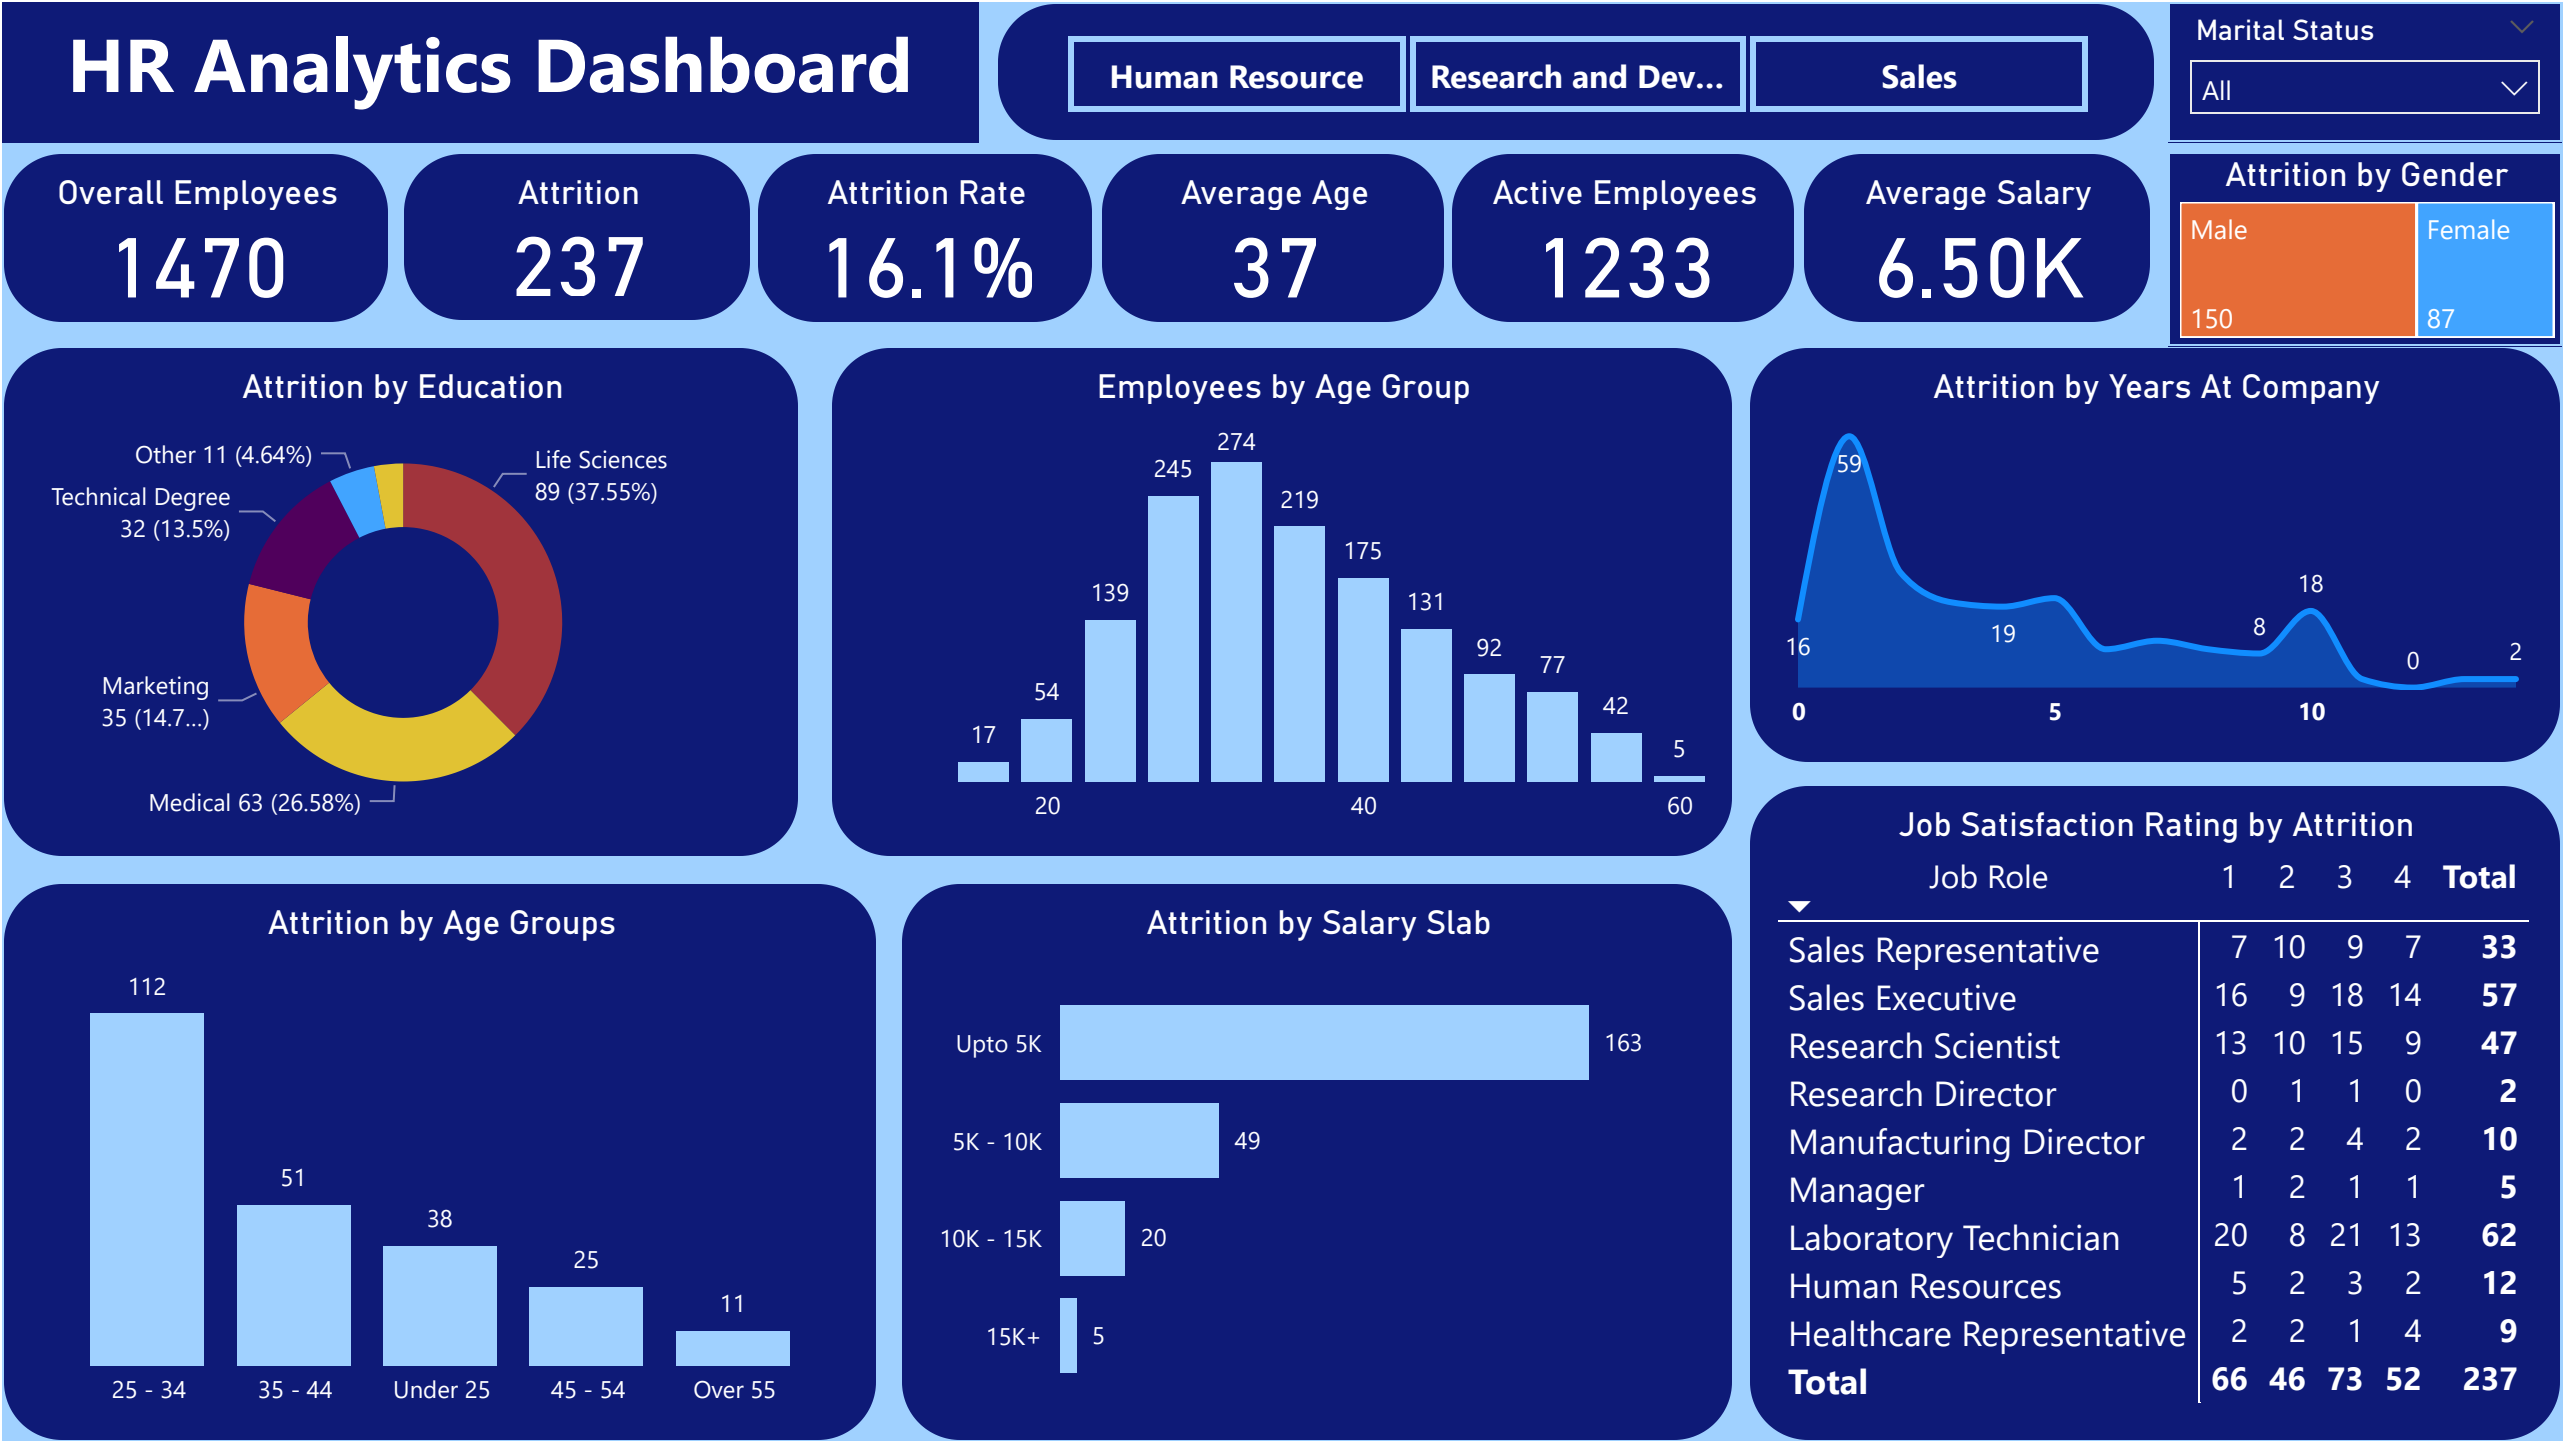 HR Analytics Dashboard
Human Resource
Research and Dev...
Sales
Marital Status
All
Overall Employees
1470
Attrition
237
Attrition Rate
16.1%
Average Age
37
Active Employees
1233
Average Salary
6.50K
Attrition by Gender
Male
150
Female
87
Attrition by Education
Other 11 (4.64%)
Life Sciences
89 (37.55%)
Technical Degree
32 (13.5%)
Marketing
35 (14.7...)
Medical 63 (26.58%)
Employees by Age Group
17
54
139
245
274
219
175
131
92
77
42
5
20
40
60
Attrition by Years At Company
16
59
19
8
18
0
2
0
5
10
Attrition by Age Groups
112
51
38
25
11
25 - 34
35 - 44
Under 25
45 - 54
Over 55
Attrition by Salary Slab
Upto 5K 163
5K - 10K 49
10K - 15K 20
15K+ 5
Job Satisfaction Rating by Attrition
Job Role 1 2 3 4 Total
Sales Representative 7 10 9 7 33
Sales Executive 16 9 18 14 57
Research Scientist 13 10 15 9 47
Research Director 0 1 1 0 2
Manufacturing Director 2 2 4 2 10
Manager 1 2 1 1 5
Laboratory Technician 20 8 21 13 62
Human Resources 5 2 3 2 12
Healthcare Representative 2 2 1 4 9
Total 66 46 73 52 237